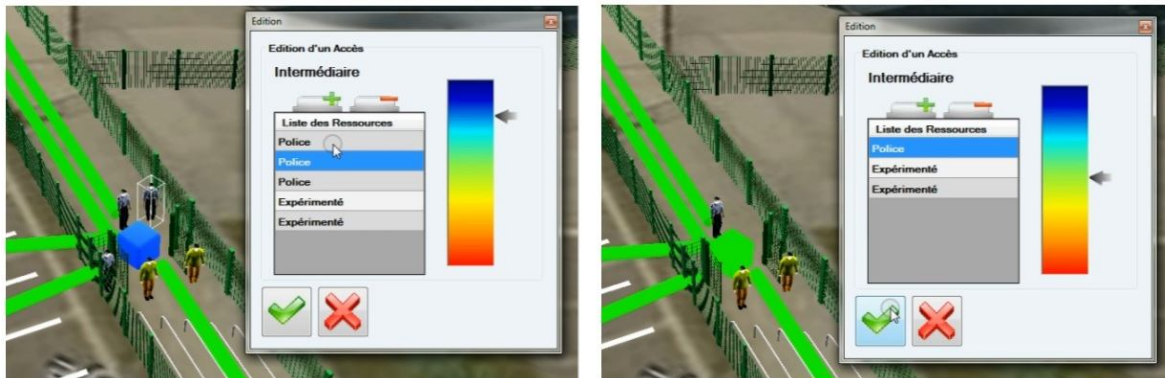 Edition
Edition d'un Accès
Intermédiaire
Liste des Ressources
Police
Police
Police
Expérimenté
Expérimenté
Edition
Edition d'un Accès
Intermédiaire
Liste des Ressources
Police
Expérimenté
Expérimenté